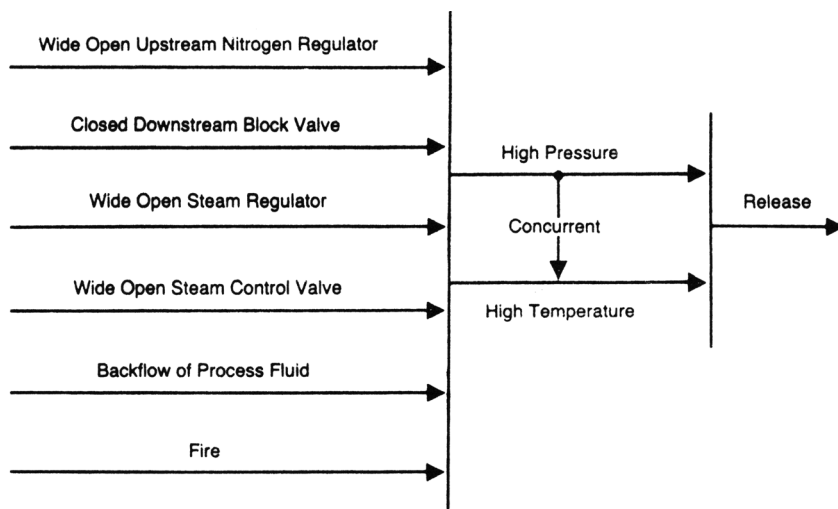 Wide Open Upstream Nitrogen Regulator
Closed Downstream Block Valve
High Pressure
Wide Open Steam Regulator
Release
Concurrent
Wide Open Steam Control Valve
High Temperature
Backflow of Process Fluid
Fire